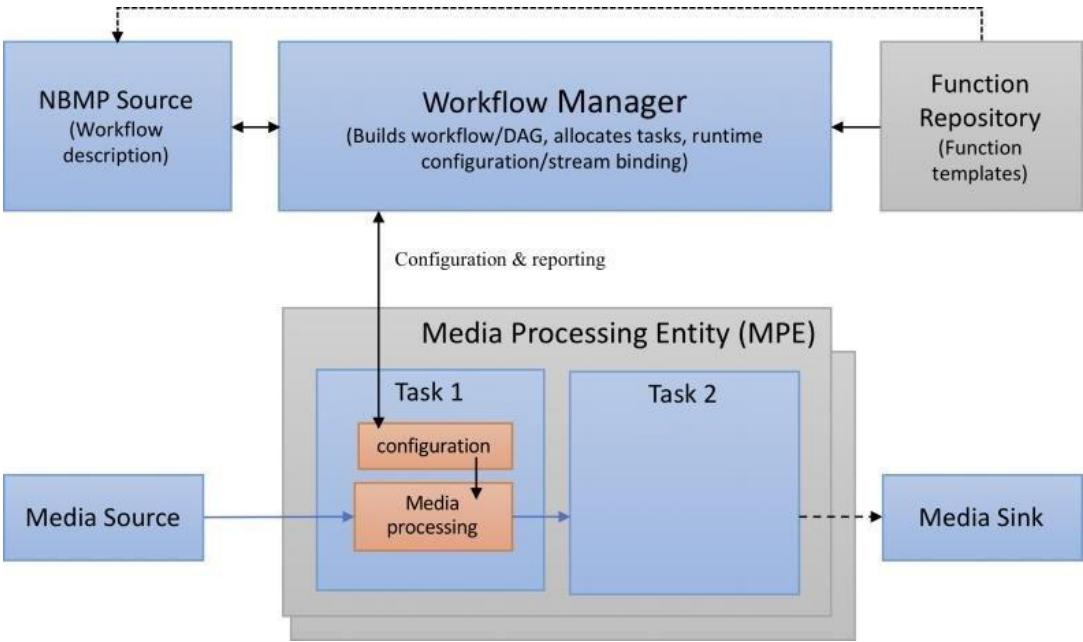 NBMP Source
(Workflow
description)
Workflow Manager
(Builds workflow/DAG, allocates tasks, runtime
configuration/stream binding)
Function
Repository
(Function
templates)
Configuration & reporting
Media Processing Entity (MPE)
Task 1
Task 2
configuration
Media Source
Media
processing
Media Sink